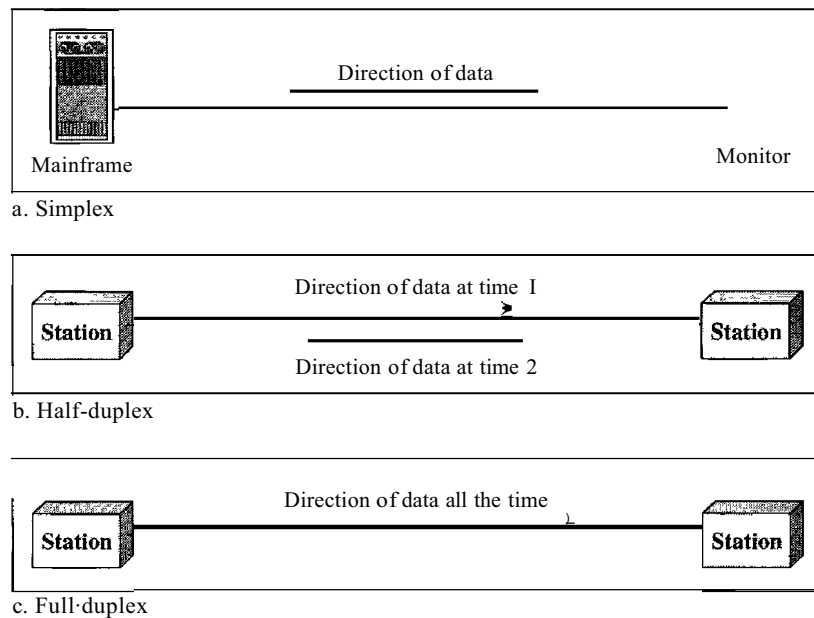 Direction of data
Mainframe
Monitor
a. Simplex
Direction of data at time I
Station
Station
Direction of data at time 2
b. Half-duplex
Direction of data all the time
Station
Station
c. Full·duplex